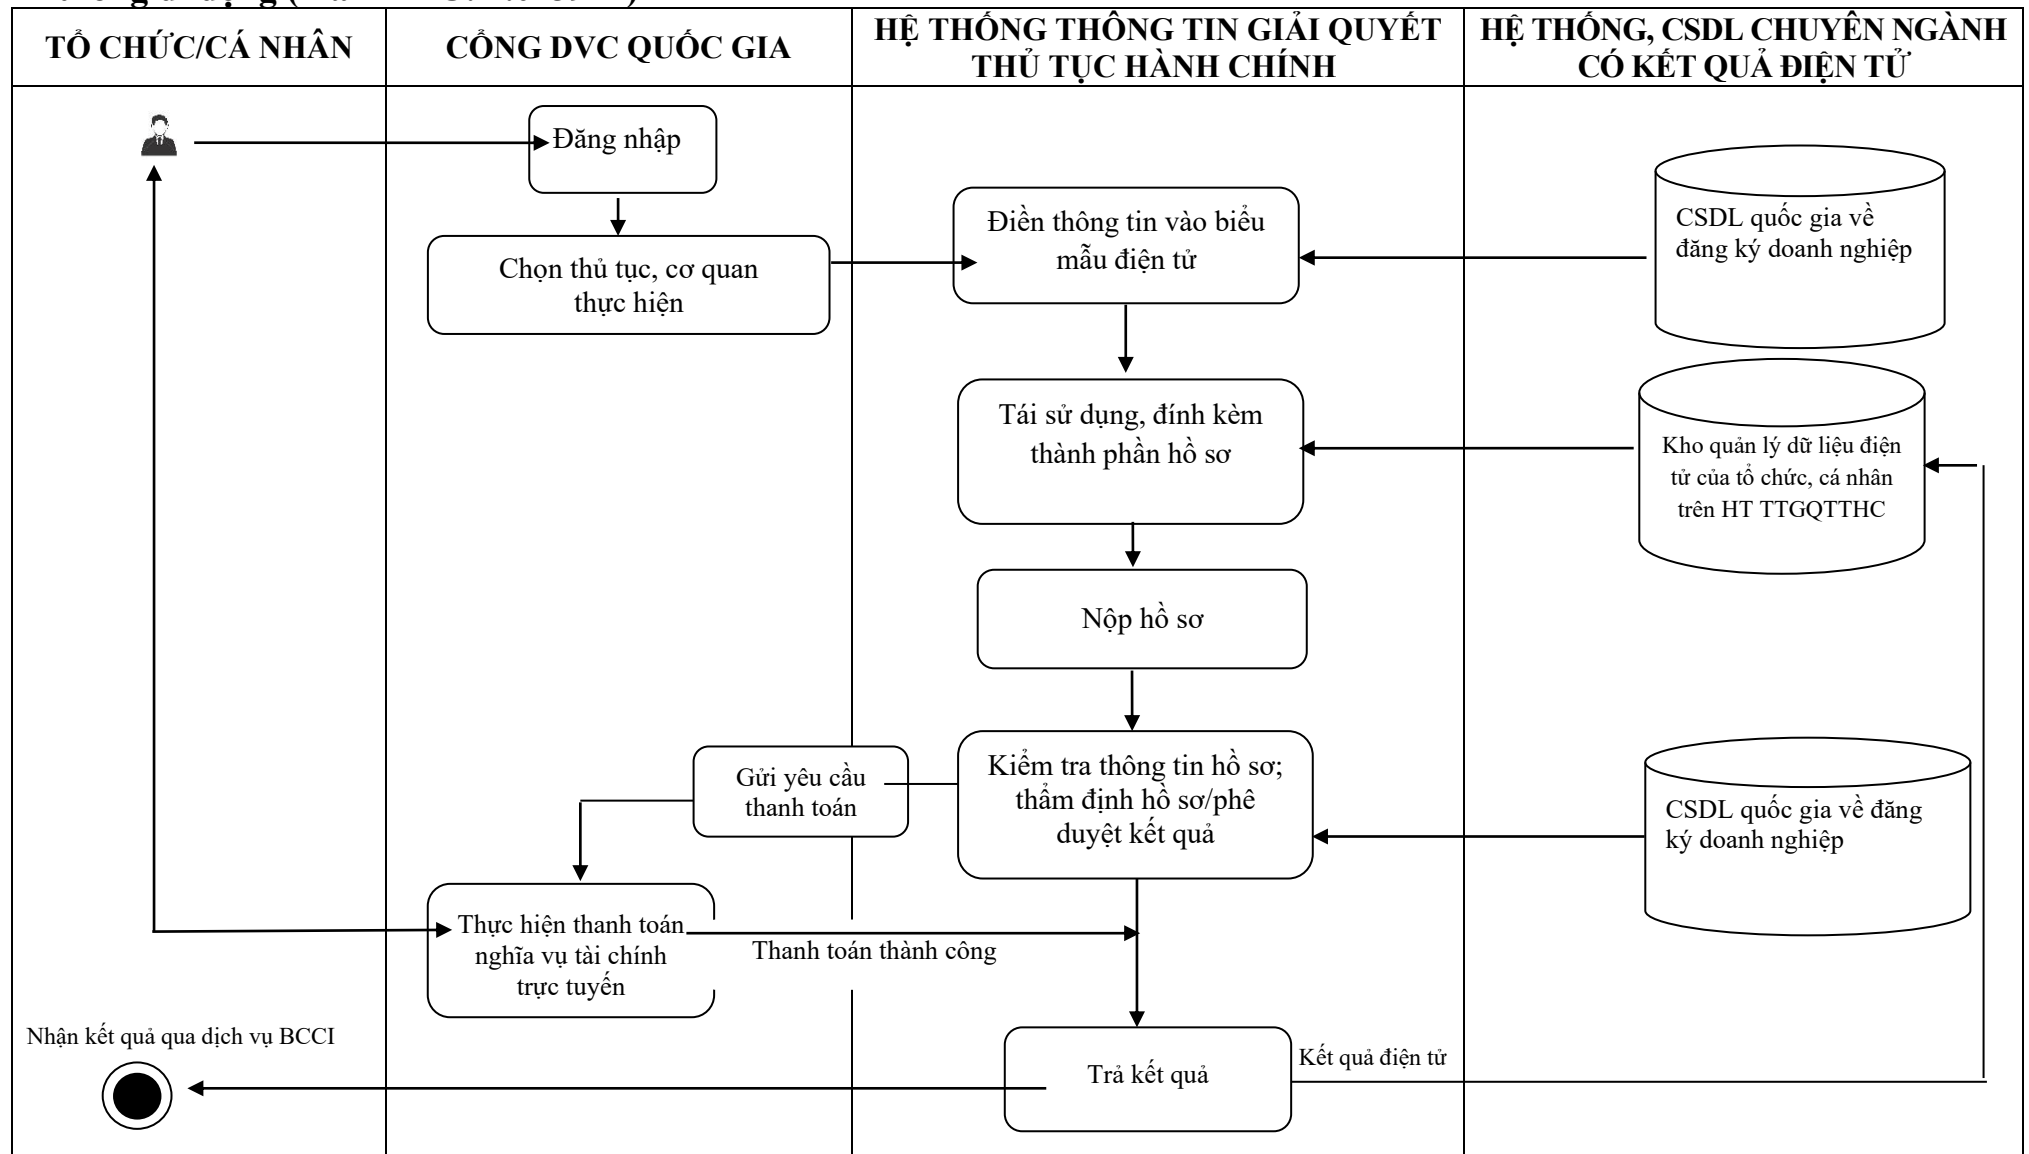 TỔ CHỨC/CÁ NHÂN
CỔNG DVC QUỐC GIA
HỆ THỐNG THÔNG TIN GIẢI QUYẾT
THỦ TỤC HÀNH CHÍNH
HỆ THỐNG, CSDL CHUYÊN NGÀNH
CÓ KẾT QUẢ ĐIỆN TỬ
Đăng nhập
Chọn thủ tục, cơ quan
thực hiện
Điền thông tin vào biểu
mẫu điện tử
CSDL quốc gia về
đăng ký doanh nghiệp
Tái sử dụng, đính kèm
thành phần hồ sơ
Kho quản lý dữ liệu điện
tử của tổ chức, cá nhân
trên HT TTGQTTHC
Nộp hồ sơ
Kiểm tra thông tin hồ sơ;
thẩm định hồ sơ/phê
duyệt kết quả
Gửi yêu cầu
thanh toán
CSDL quốc gia về đăng
ký doanh nghiệp
Thực hiện thanh toán
nghĩa vụ tài chính
trực tuyến
Thanh toán thành công
Nhận kết quả qua dịch vụ BCCI
Trả kết quả
Kết quả điện tử